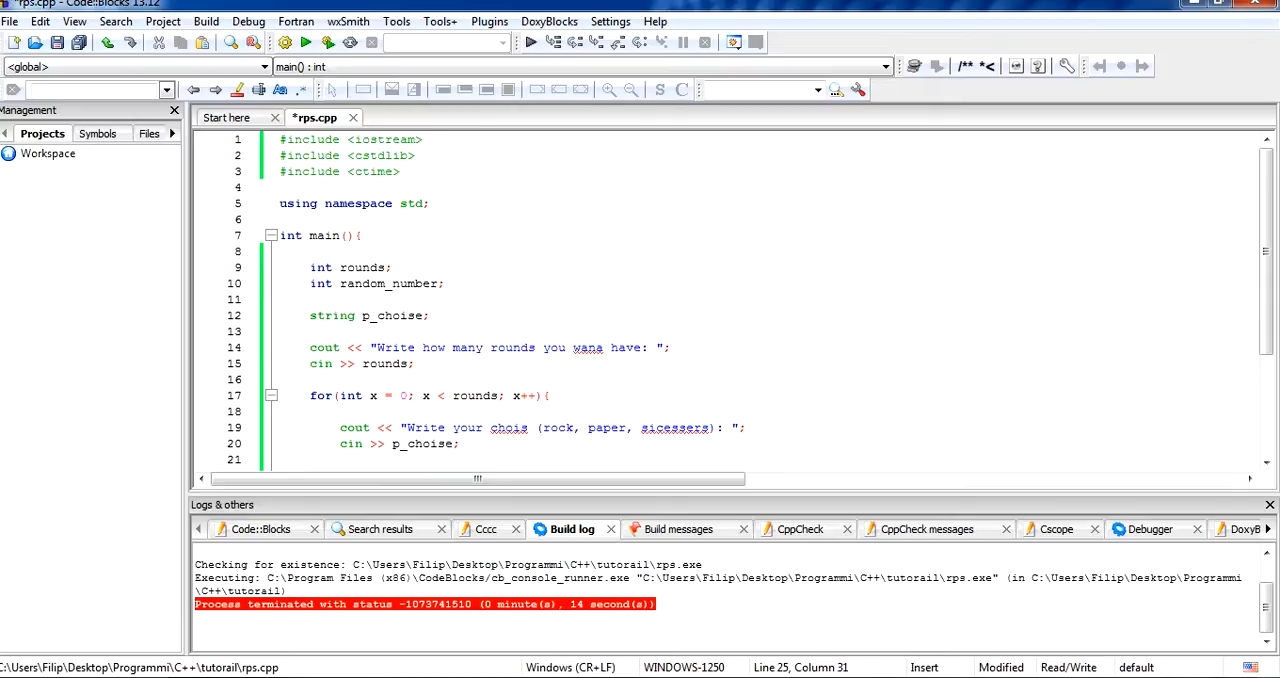 *rps.cpp - Code::Blocks 13.12
File Edit View Search Project Build Debug Fortran wxSmith Tools Tools+ Plugins DoxyBlocks Settings Help
<global> main() : int /** *<
S C
Management
Projects Symbols Files
Workspace
Start here *rps.cpp
1 #include <iostream>
2 #include <cstdlib>
3 #include <ctime>
4
5 using namespace std;
6
7 int main(){
8
9 int rounds;
10 int random_number;
11
12 string p_choise;
13
14 cout << "Write how many rounds you wana have: ";
15 cin >> rounds;
16
17 for(int x = 0; x < rounds; x++){
18
19 cout << "Write your chois (rock, paper, sicessers): ";
20 cin >> p_choise;
21
Logs & others
Code::Blocks Search results Cccc Build log Build messages CppCheck CppCheck messages Cscope Debugger DoxyB
Checking for existence: C:\Users\Filip\Desktop\Programmi\C++\tutorail\rps.exe
Executing: C:\Program Files (x86)\CodeBlocks/cb_console_runner.exe "C:\Users\Filip\Desktop\Programmi\C++\tutorail\rps.exe" (in C:\Users\Filip\Desktop\Programmi
\C++\tutorail)
Process terminated with status -1073741510 (0 minute(s), 14 second(s))
C:\Users\Filip\Desktop\Programmi\C++\tutorail\rps.cpp Windows (CR+LF) WINDOWS-1250 Line 25, Column 31 Insert Modified Read/Write default